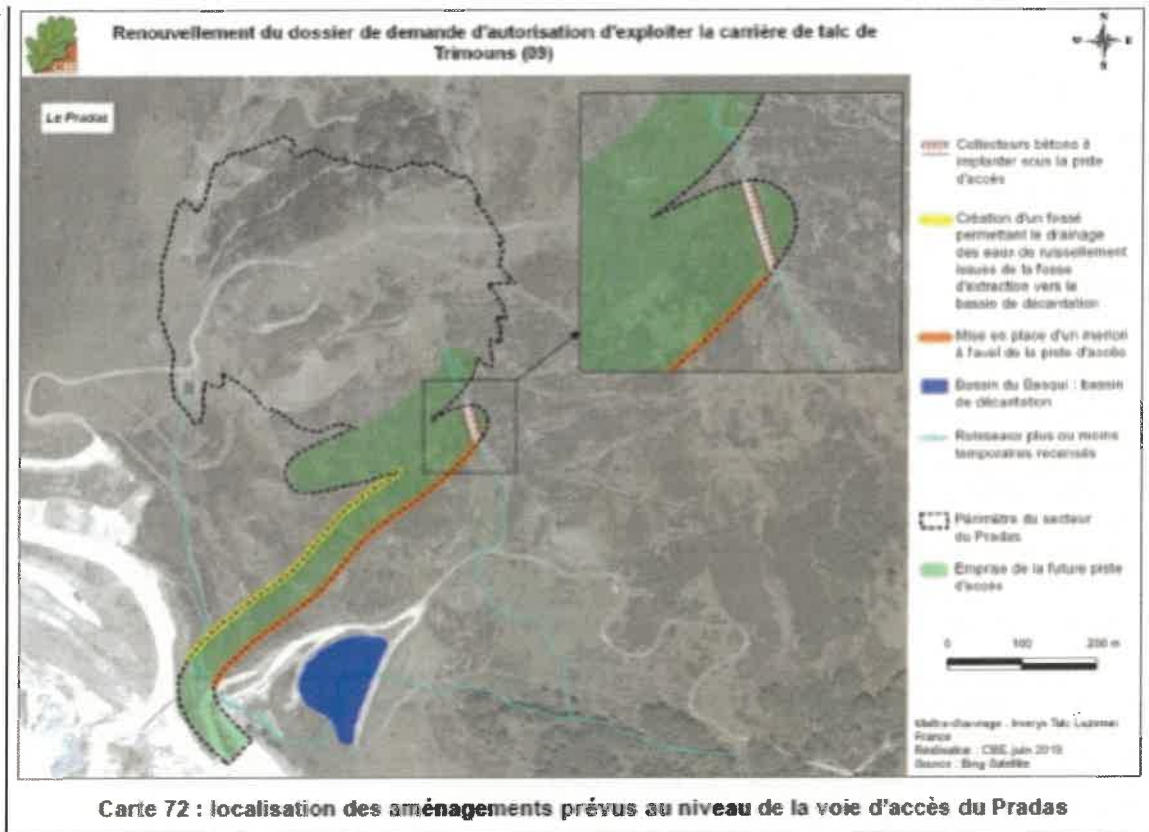 Renouvellement du dossier de demande d'autorisation d'exploiter la carrière de talc de
Trimouns (09)
N
E
S
Le Pradas
Collecteurs bétons à
implanter sous la piste
d'accès
Création d'un fossé
permettant le drainage
des eaux de ruissellement
issues de la fosse
d'extraction vers le
bassin de décantation
Mise en place d'un merlon
à l'aval de la piste d'accès
Bassin du Basqui : bassin
de décantation
Ruisseaux plus ou moins
temporaires recensés
Périmètre du secteur
du Pradas
Emprise de la future piste
d'accès
0 100 200 m
Maître d'ouvrage : Imerys Talc Luzenac
France
Réalisation : CBE, juin 2019
Source : Bing Satellite
Carte 72 : localisation des aménagements prévus au niveau de la voie d'accès du Pradas